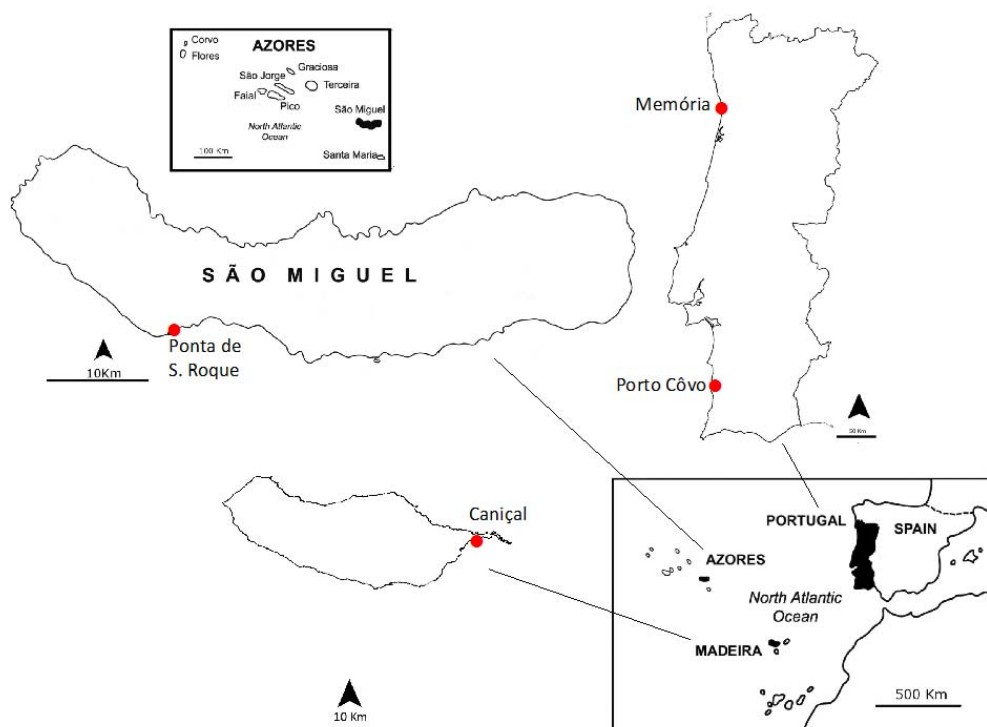 Corvo
Flores
AZORES
Graciosa
São Jorge
Terceira
Faial
Pico
São Miguel
North Atlantic
Ocean
100 Km
Santa Maria
SÃO MIGUEL
Ponta de
S. Roque
10Km
Memória
Porto Côvo
50 Km
Caniçal
10 Km
PORTUGAL
SPAIN
AZORES
North Atlantic
Ocean
MADEIRA
500 Km